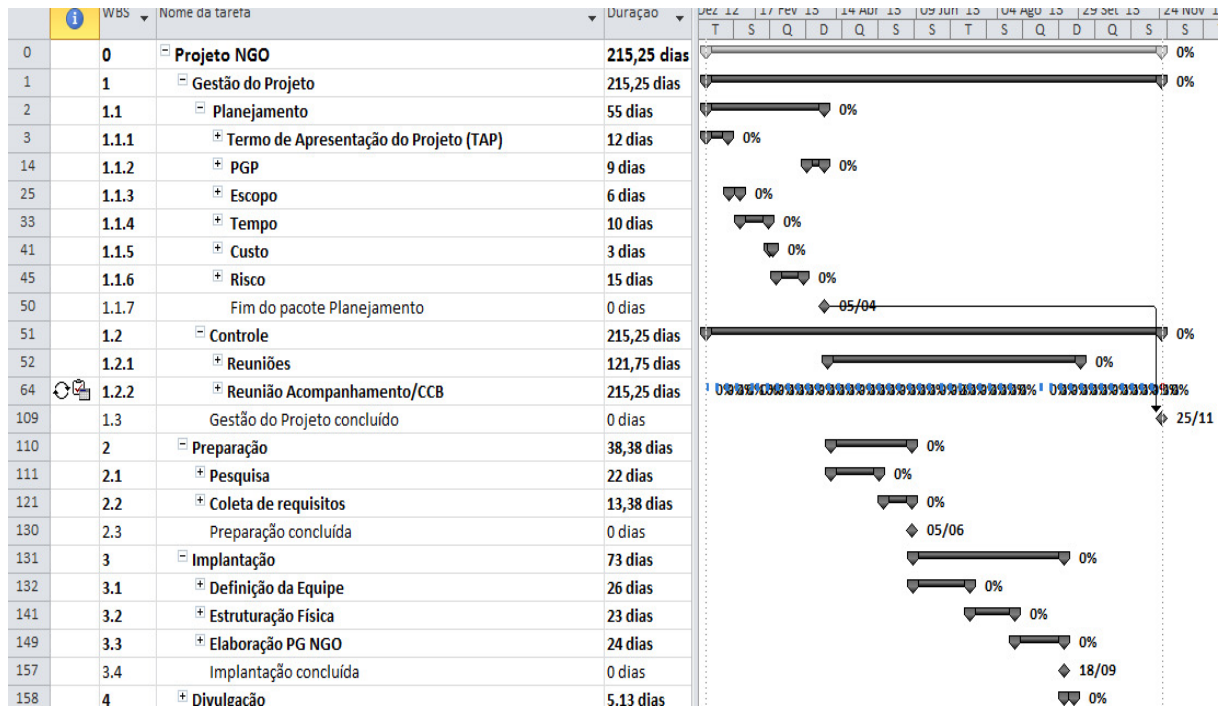 WBS Nome da tarefa Duração Dez '12 17 Fev '13 14 Abr '13 09 Jun '13 04 Ago '13 29 Set '13 24 Nov
T S Q D Q S S T S Q D S S
0 0 Projeto NGO 215,25 dias 0%
1 1 Gestão do Projeto 215,25 dias 0%
2 1.1 Planejamento 55 dias 0%
3 1.1.1 Termo de Apresentação do Projeto (TAP) 12 dias 0%
14 1.1.2 PGP 9 dias 0%
25 1.1.3 Escopo 6 dias 0%
33 1.1.4 Tempo 10 dias 0%
41 1.1.5 Custo 3 dias 0%
45 1.1.6 Risco 15 dias 0%
50 1.1.7 Fim do pacote Planejamento 0 dias 05/04
51 1.2 Controle 215,25 dias 0%
52 1.2.1 Reuniões 121,75 dias 0%
64 1.2.2 Reunião Acompanhamento/CCB 215,25 dias
109 1.3 Gestão do Projeto concluído 0 dias 25/11
110 2 Preparação 38,38 dias 0%
111 2.1 Pesquisa 22 dias 0%
121 2.2 Coleta de requisitos 13,38 dias 0%
130 2.3 Preparação concluída 0 dias 05/06
131 3 Implantação 73 dias 0%
132 3.1 Definição da Equipe 26 dias 0%
141 3.2 Estruturação Física 23 dias 0%
149 3.3 Elaboração PG NGO 24 dias 0%
157 3.4 Implantação concluída 0 dias 18/09
158 4 Divulgação 5,13 dias 0%